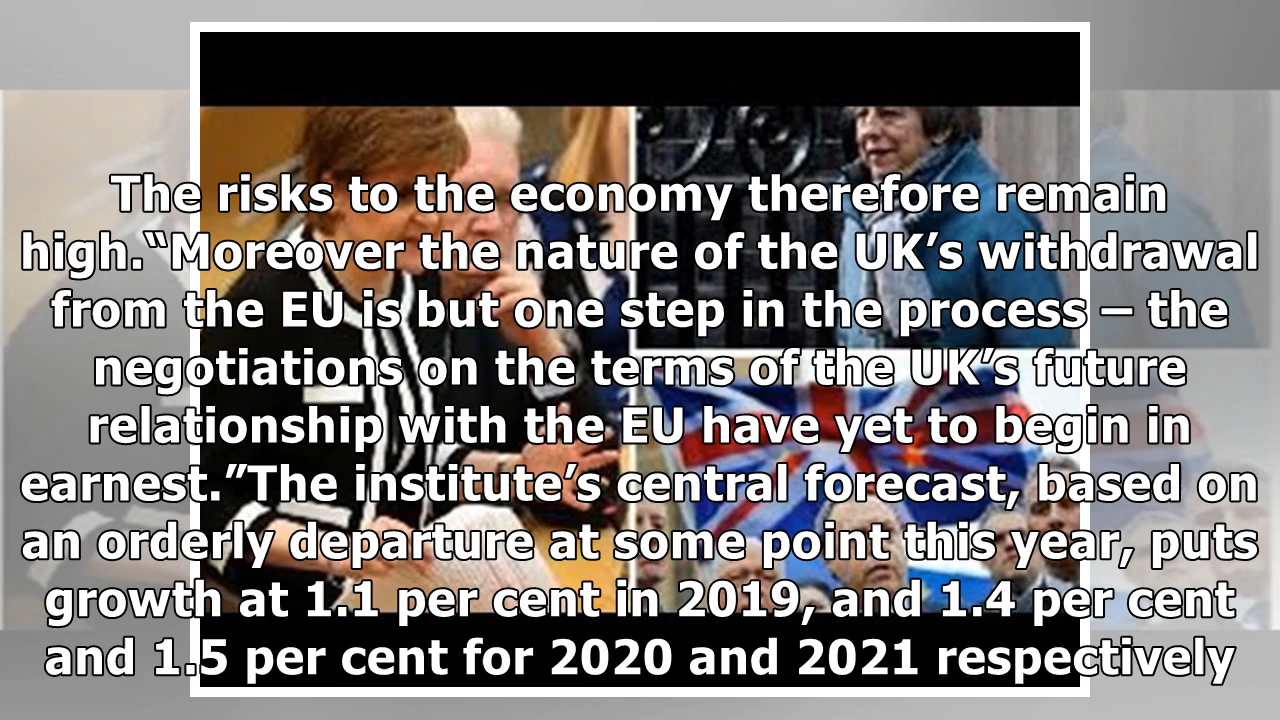 The risks to the economy therefore remain
high.“Moreover the nature of the UK’s withdrawal
from the EU is but one step in the process – the
negotiations on the terms of the UK’s future
relationship with the EU have yet to begin in
earnest.”The institute’s central forecast, based on
an orderly departure at some point this year, puts
growth at 1.1 per cent in 2019, and 1.4 per cent
and 1.5 per cent for 2020 and 2021 respectively